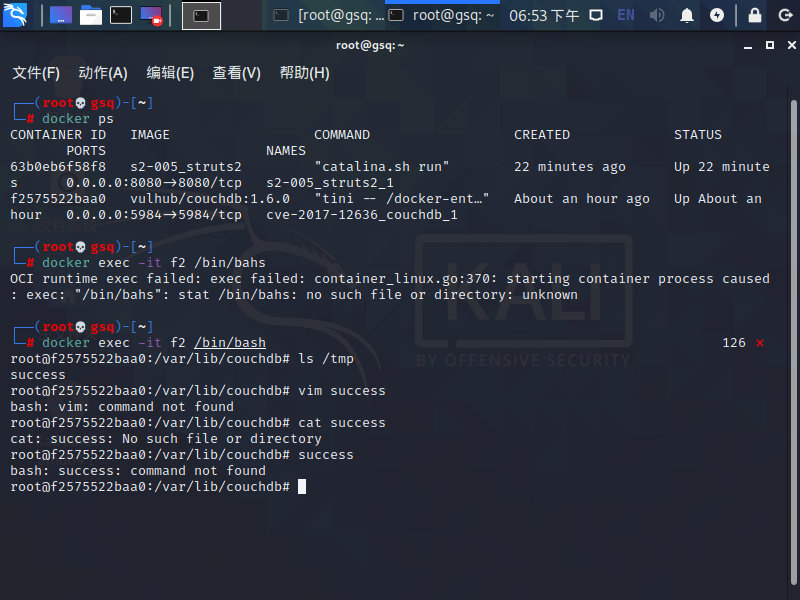 [root@gsq: ...
root@gsq: ~
06:53 下午
EN
root@gsq:~
文件(F) 动作(A) 编辑(E) 查看(V) 帮助(H)
┌──(root💀gsq)-[~]
└─# docker ps
CONTAINER ID   IMAGE                  COMMAND                  CREATED             STATUS
       PORTS                    NAMES
63b0eb6f58f8   s2-005_struts2         "catalina.sh run"        22 minutes ago      Up 22 minute
s      0.0.0.0:8080→8080/tcp   s2-005_struts2_1
f2575522baa0   vulhub/couchdb:1.6.0   "tini -- /docker-ent…"   About an hour ago   Up About an
hour   0.0.0.0:5984→5984/tcp   cve-2017-12636_couchdb_1
┌──(root💀gsq)-[~]
└─# docker exec -it f2 /bin/bahs
OCI runtime exec failed: exec failed: container_linux.go:370: starting container process caused
: exec: "/bin/bahs": stat /bin/bahs: no such file or directory: unknown
┌──(root💀gsq)-[~]
└─# docker exec -it f2 /bin/bash                                                         126 ⨯
root@f2575522baa0:/var/lib/couchdb# ls /tmp
success
root@f2575522baa0:/var/lib/couchdb# vim success
bash: vim: command not found
root@f2575522baa0:/var/lib/couchdb# cat success
cat: success: No such file or directory
root@f2575522baa0:/var/lib/couchdb# success
bash: success: command not found
root@f2575522baa0:/var/lib/couchdb#
KALI
BY OFFENSIVE SECURITY